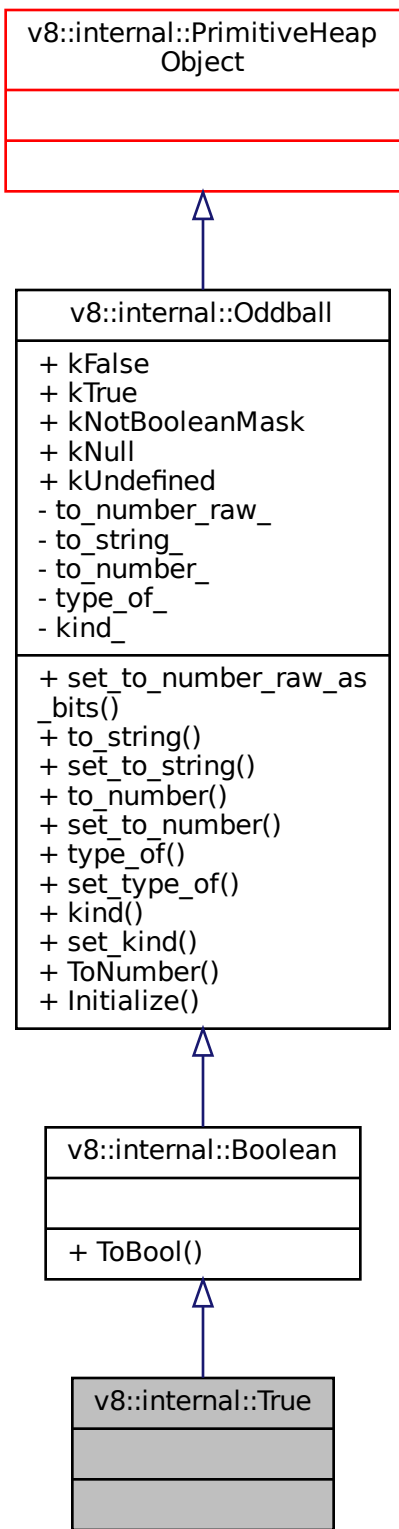 v8::internal::PrimitiveHeap
Object
v8::internal::Oddball
+ kFalse
+ kTrue
+ kNotBooleanMask
+ kNull
+ kUndefined
- to_number_raw_
- to_string_
- to_number_
- type_of_
- kind_
+ set_to_number_raw_as
_bits()
+ to_string()
+ set_to_string()
+ to_number()
+ set_to_number()
+ type_of()
+ set_type_of()
+ kind()
+ set_kind()
+ ToNumber()
+ Initialize()
v8::internal::Boolean
+ ToBool()
v8::internal::True